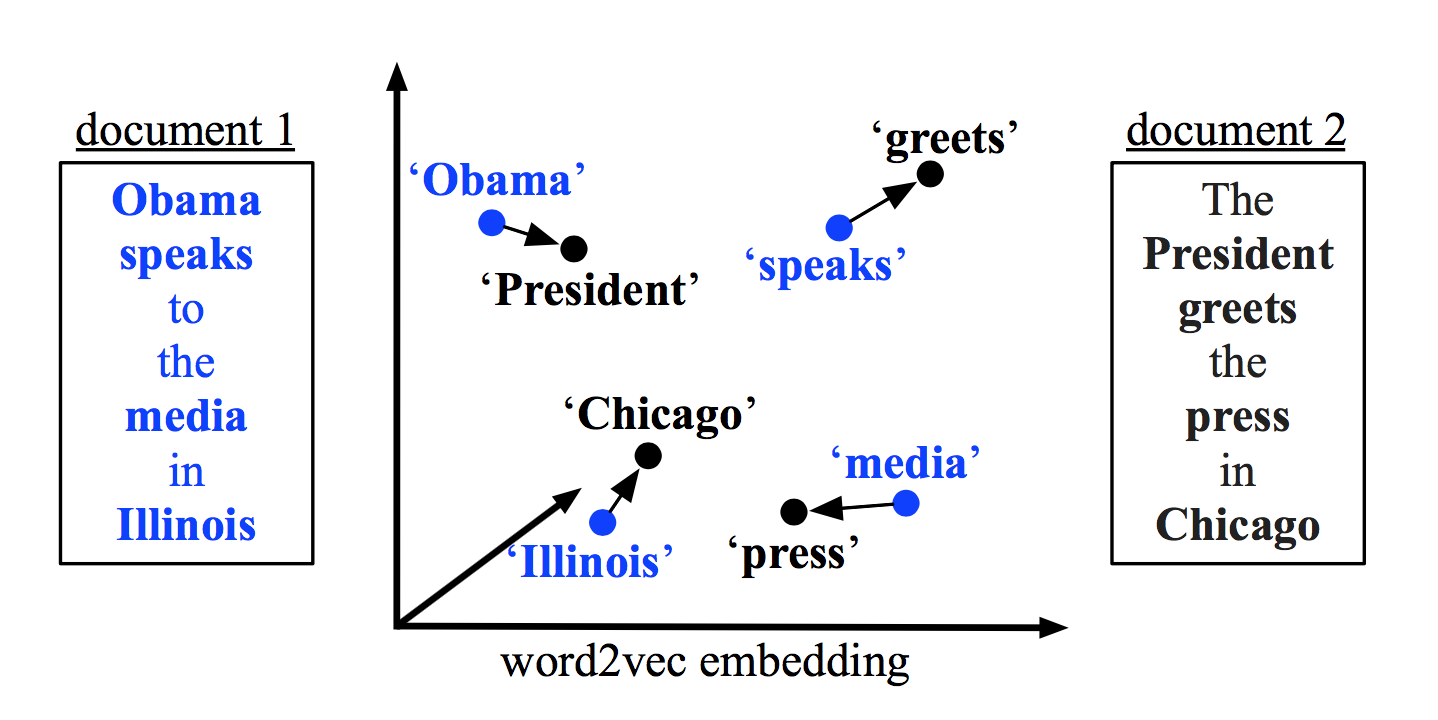 document 1
Obama
speaks
to
the
media
in
Illinois
‘Obama’
‘President’
‘greets’
‘speaks’
‘Chicago’
‘Illinois’
‘media’
‘press’
word2vec embedding
document 2
The
President
greets
the
press
in
Chicago